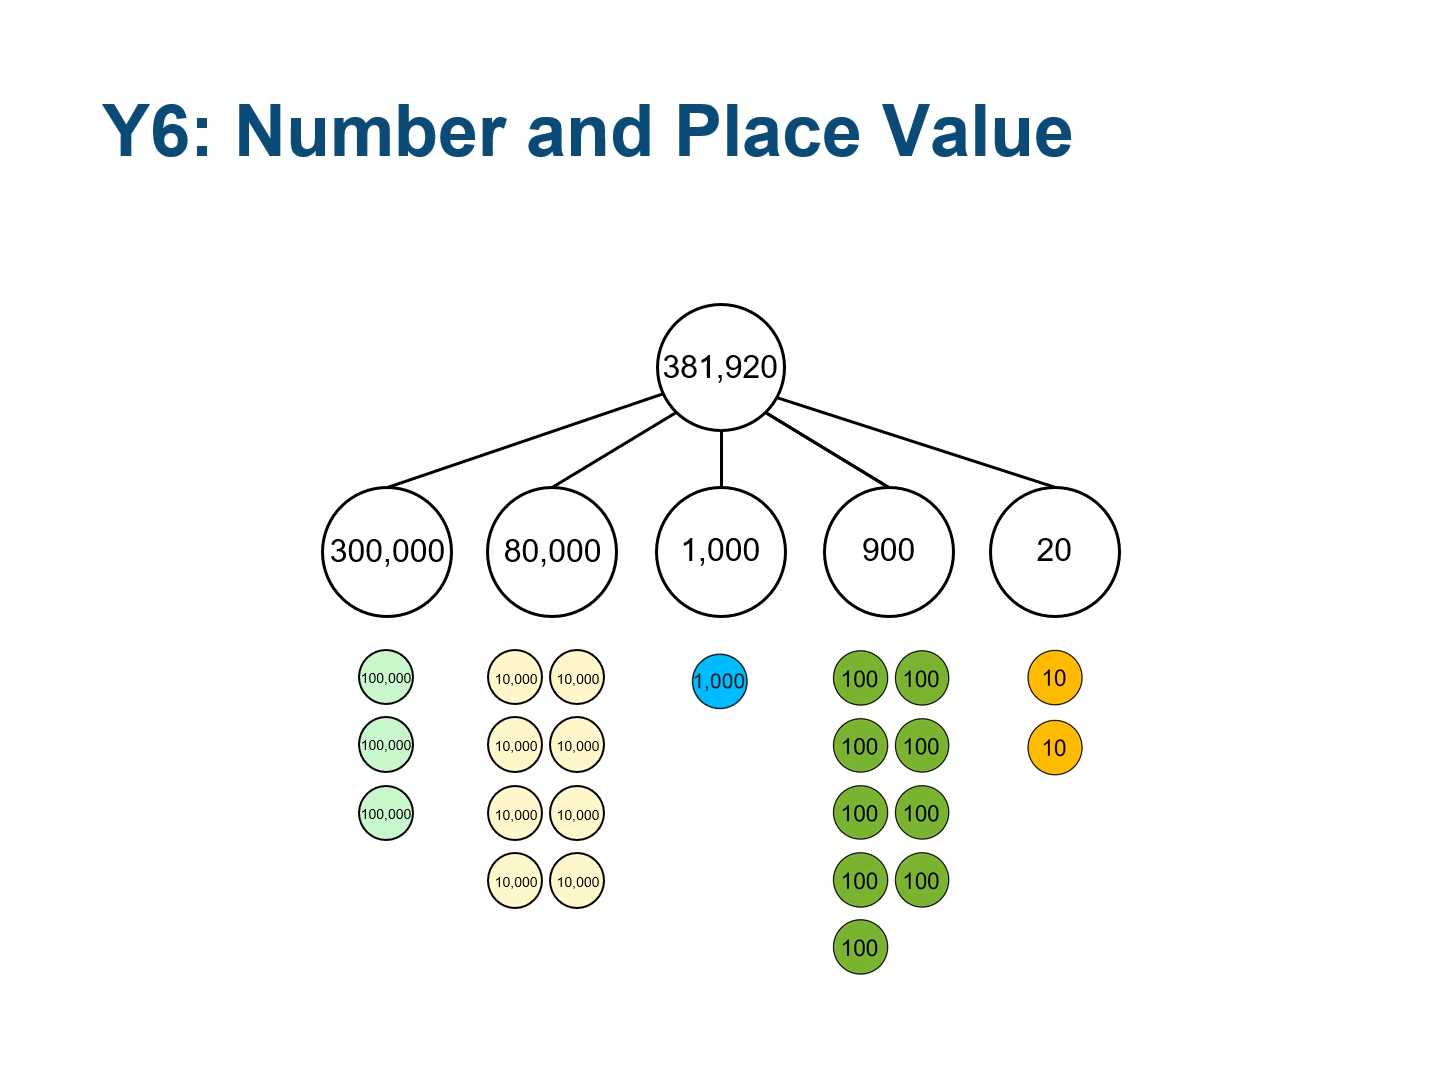 Y6: Number and Place Value
381,920
300,000 80,000 1,000 900 20
100,000 10,000 10,000 1,000 100 100 10
100,000 10,000 10,000 100 100 10
100,000 10,000 10,000 100 100
10,000 10,000 100 100
100